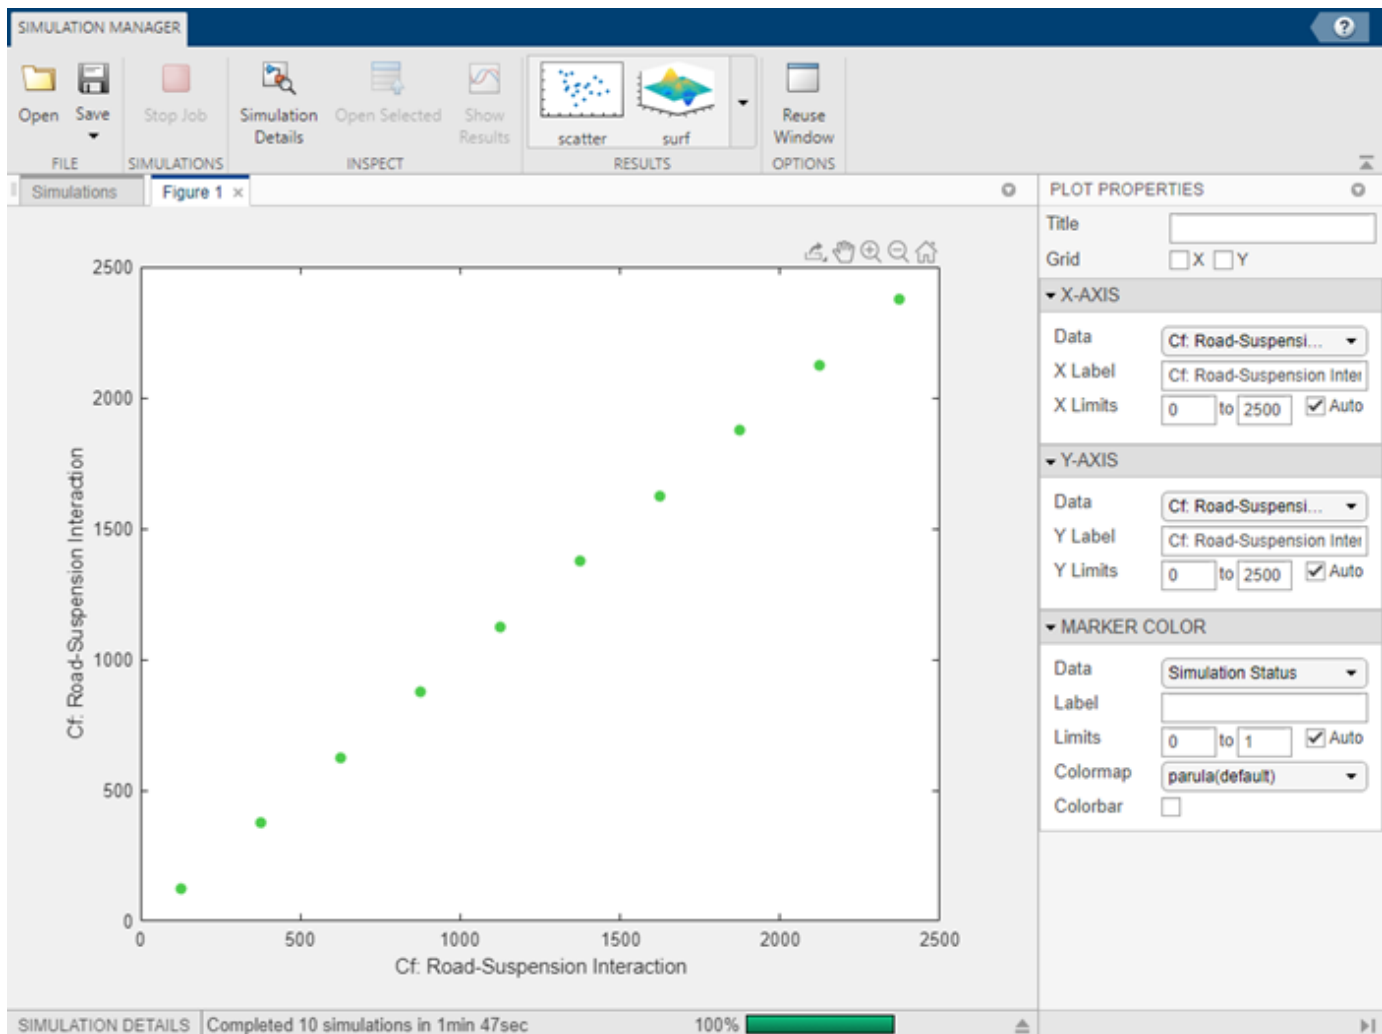 SIMULATION MANAGER
?
Open Save Stop Job Simulation Details Open Selected Show Results scatter surf Reuse Window
FILE SIMULATIONS INSPECT RESULTS OPTIONS
Simulations Figure 1 ×
2500
2000
1500
1000
500
0
Cf: Road-Suspension Interaction
0 500 1000 1500 2000 2500
Cf: Road-Suspension Interaction
PLOT PROPERTIES
Title
Grid X Y
X-AXIS
Data Cf: Road-Suspensi...
X Label Cf: Road-Suspension Inter
X Limits 0 to 2500 Auto
Y-AXIS
Data Cf: Road-Suspensi...
Y Label Cf: Road-Suspension Inter
Y Limits 0 to 2500 Auto
MARKER COLOR
Data Simulation Status
Label
Limits 0 to 1 Auto
Colormap parula(default)
Colorbar
SIMULATION DETAILS Completed 10 simulations in 1min 47sec 100%